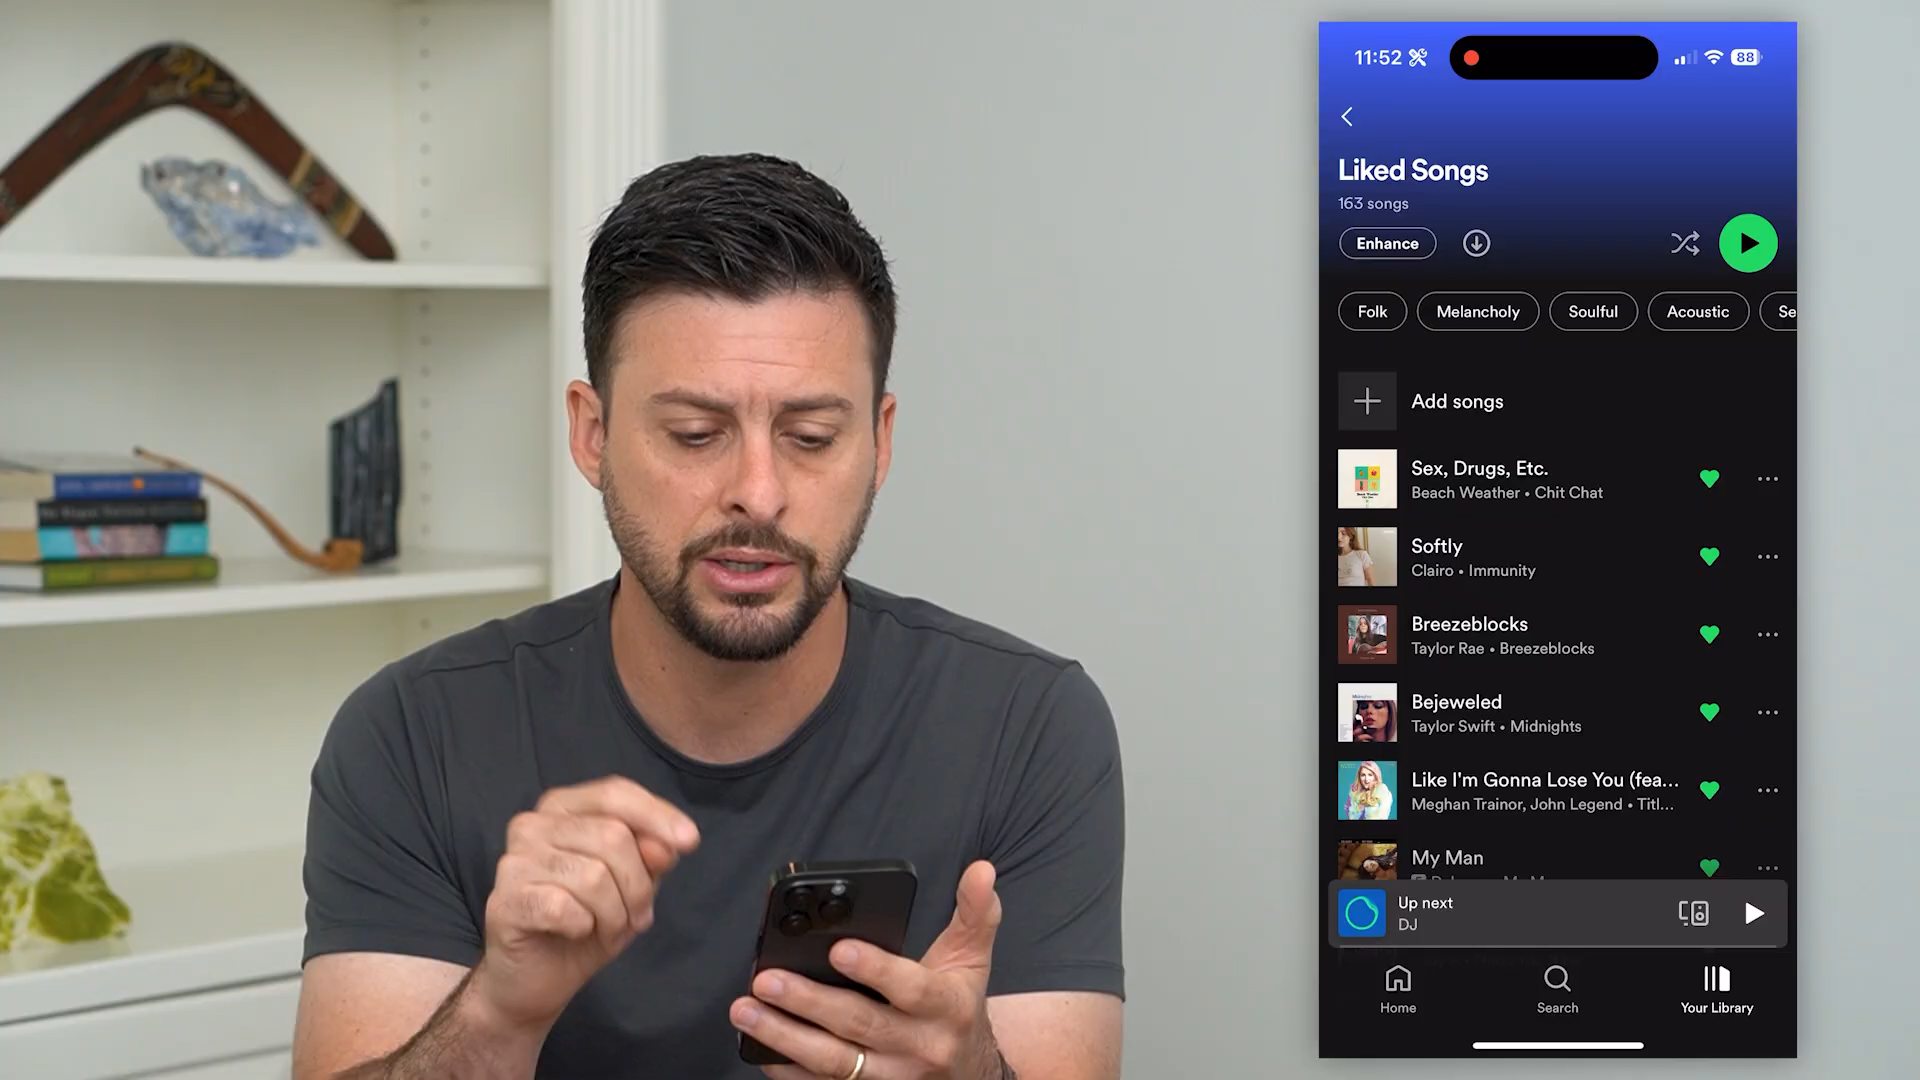 11:52
88
Liked Songs
163 songs
Enhance
Folk
Melancholy
Soulful
Acoustic
Se
Add songs
Sex, Drugs, Etc.
Beach Weather • Chit Chat
Softly
Clairo • Immunity
Breezeblocks
Taylor Rae • Breezeblocks
Bejeweled
Taylor Swift • Midnights
Like I'm Gonna Lose You (fea...
Meghan Trainor, John Legend • Titl...
My Man
Up next
DJ
Home
Search
Your Library